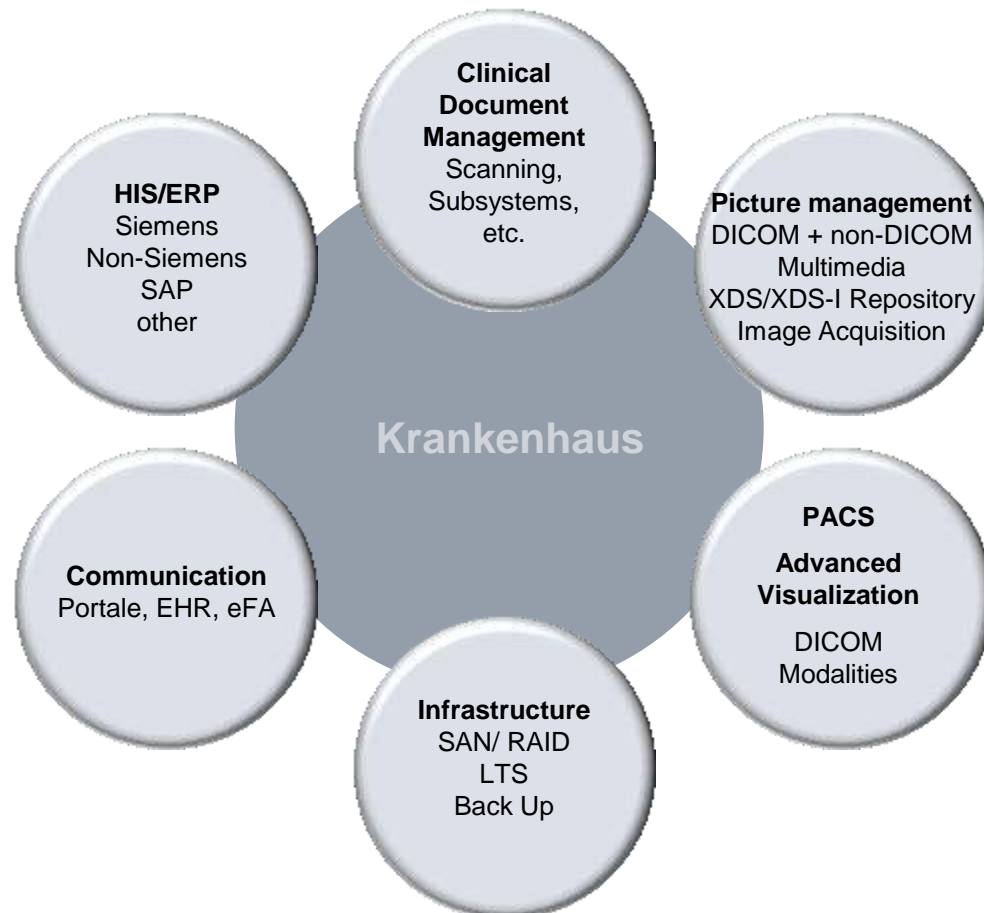 Clinical
Document
Management
Scanning,
Subsystems,
etc.
HIS/ERP
Siemens
Non-Siemens
SAP
other
Picture management
DICOM + non-DICOM
Multimedia
XDS/XDS-I Repository
Image Acquisition
Krankenhaus
Communication
Portale, EHR, eFA
PACS
Advanced
Visualization
DICOM
Modalities
Infrastructure
SAN/ RAID
LTS
Back Up